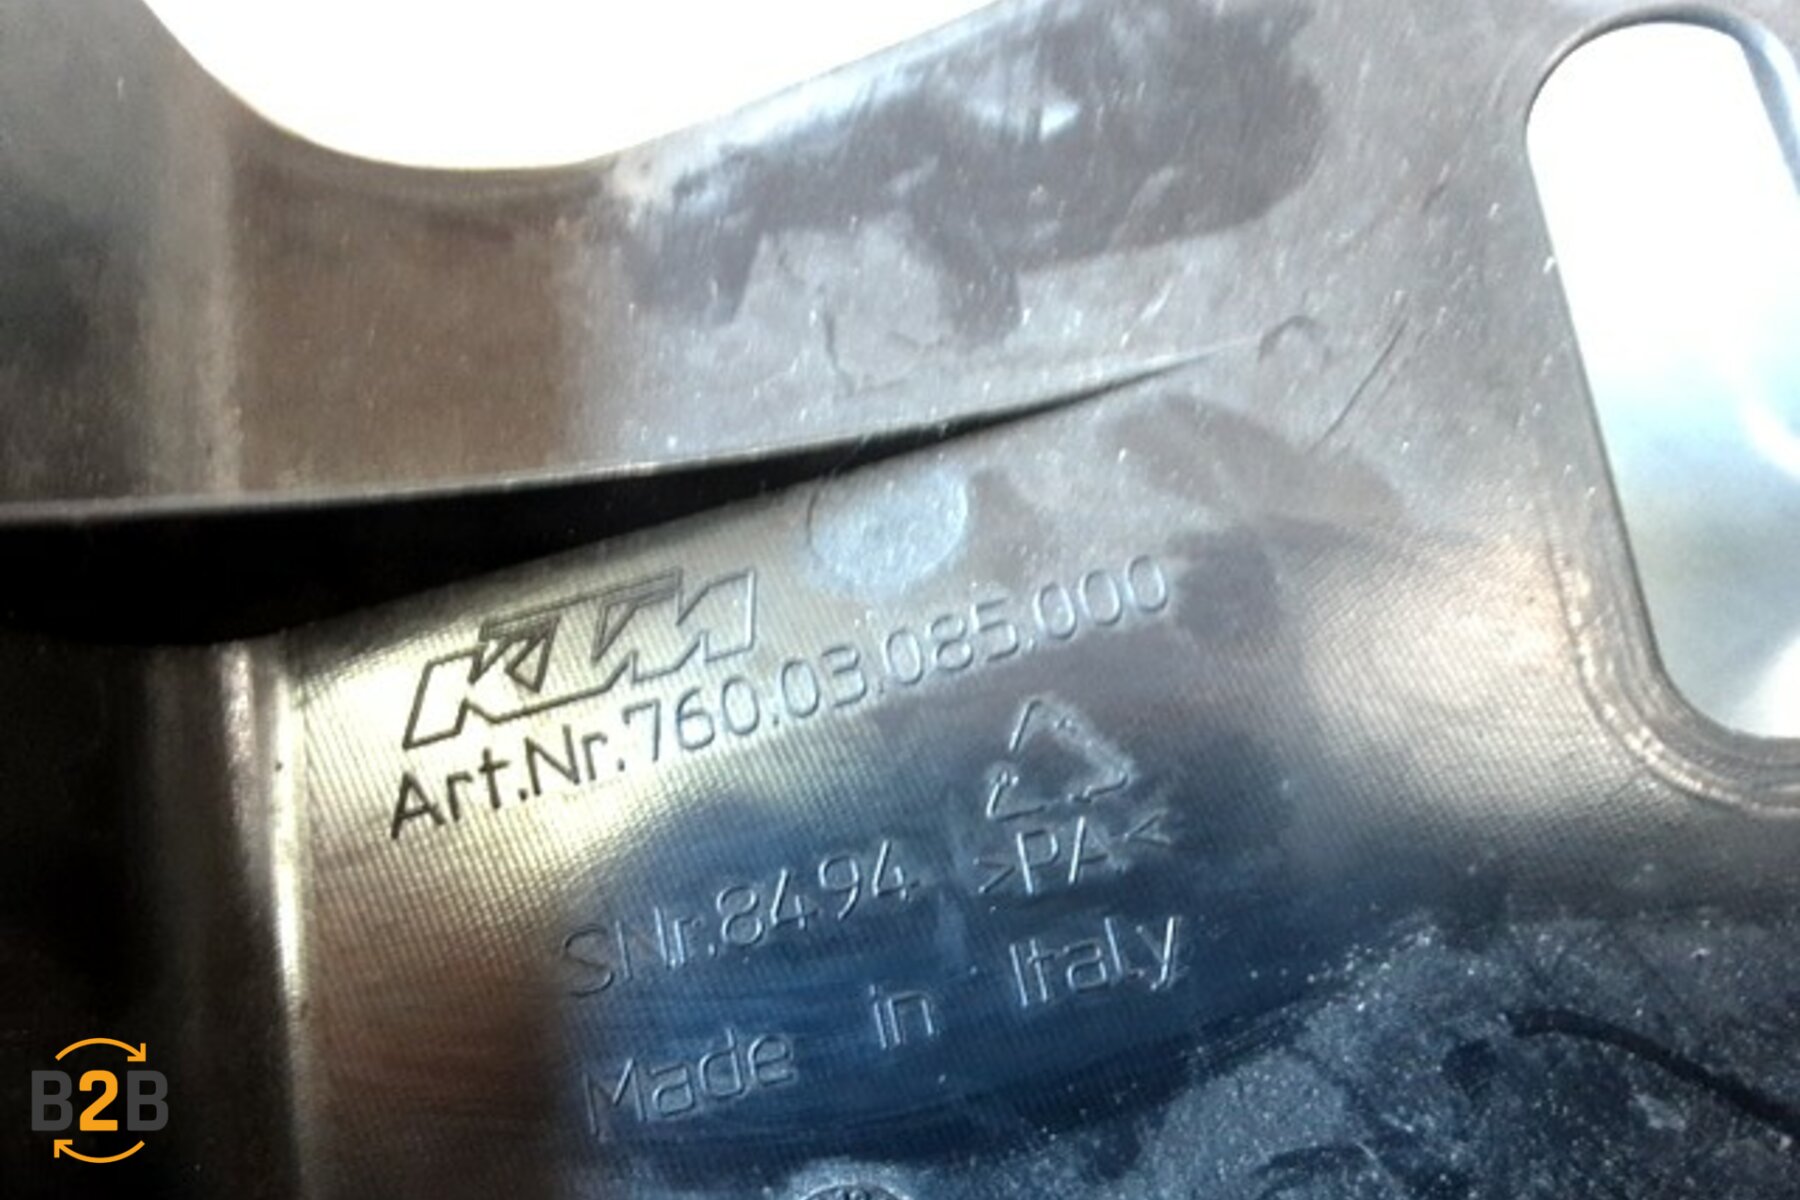 KTM
Art.Nr.760.03.085.000
SNr.8494 >PA<
Made in Italy
B2B